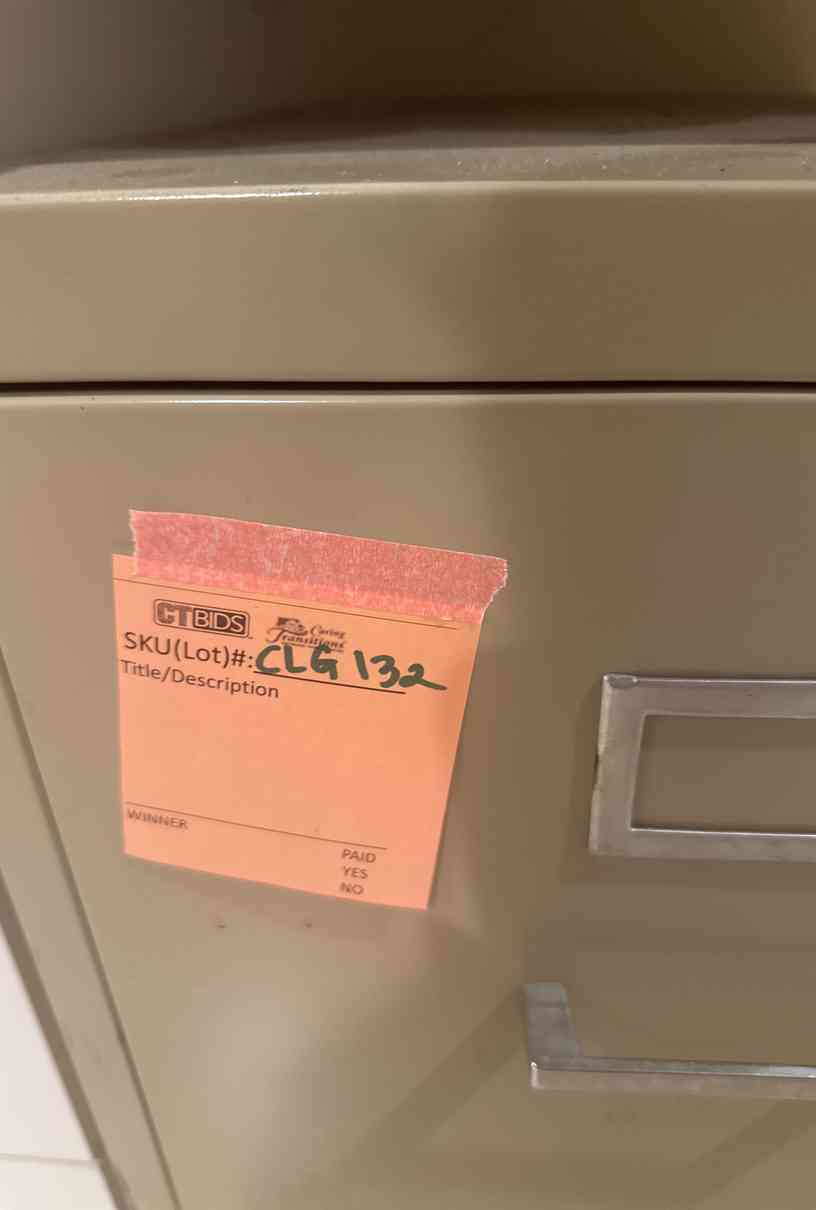 CTBIDS Caring Transitions
SKU(Lot)#: CLG 132
Title/Description
WINNER
PAID
YES
NO